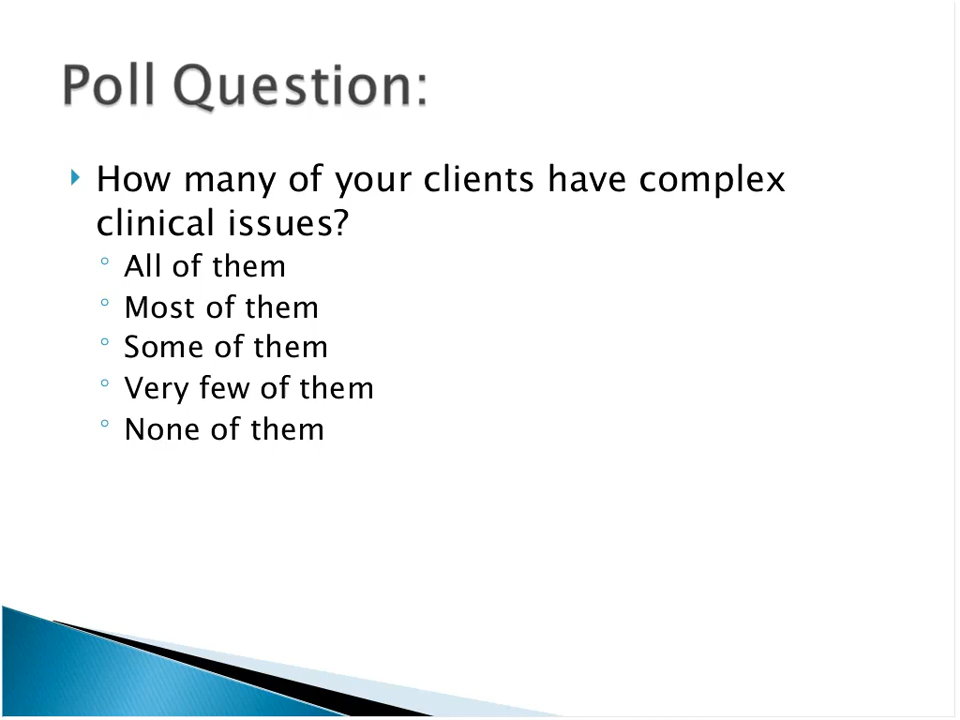 Poll Question:
How many of your clients have complex
clinical issues?
All of them
Most of them
Some of them
Very few of them
None of them